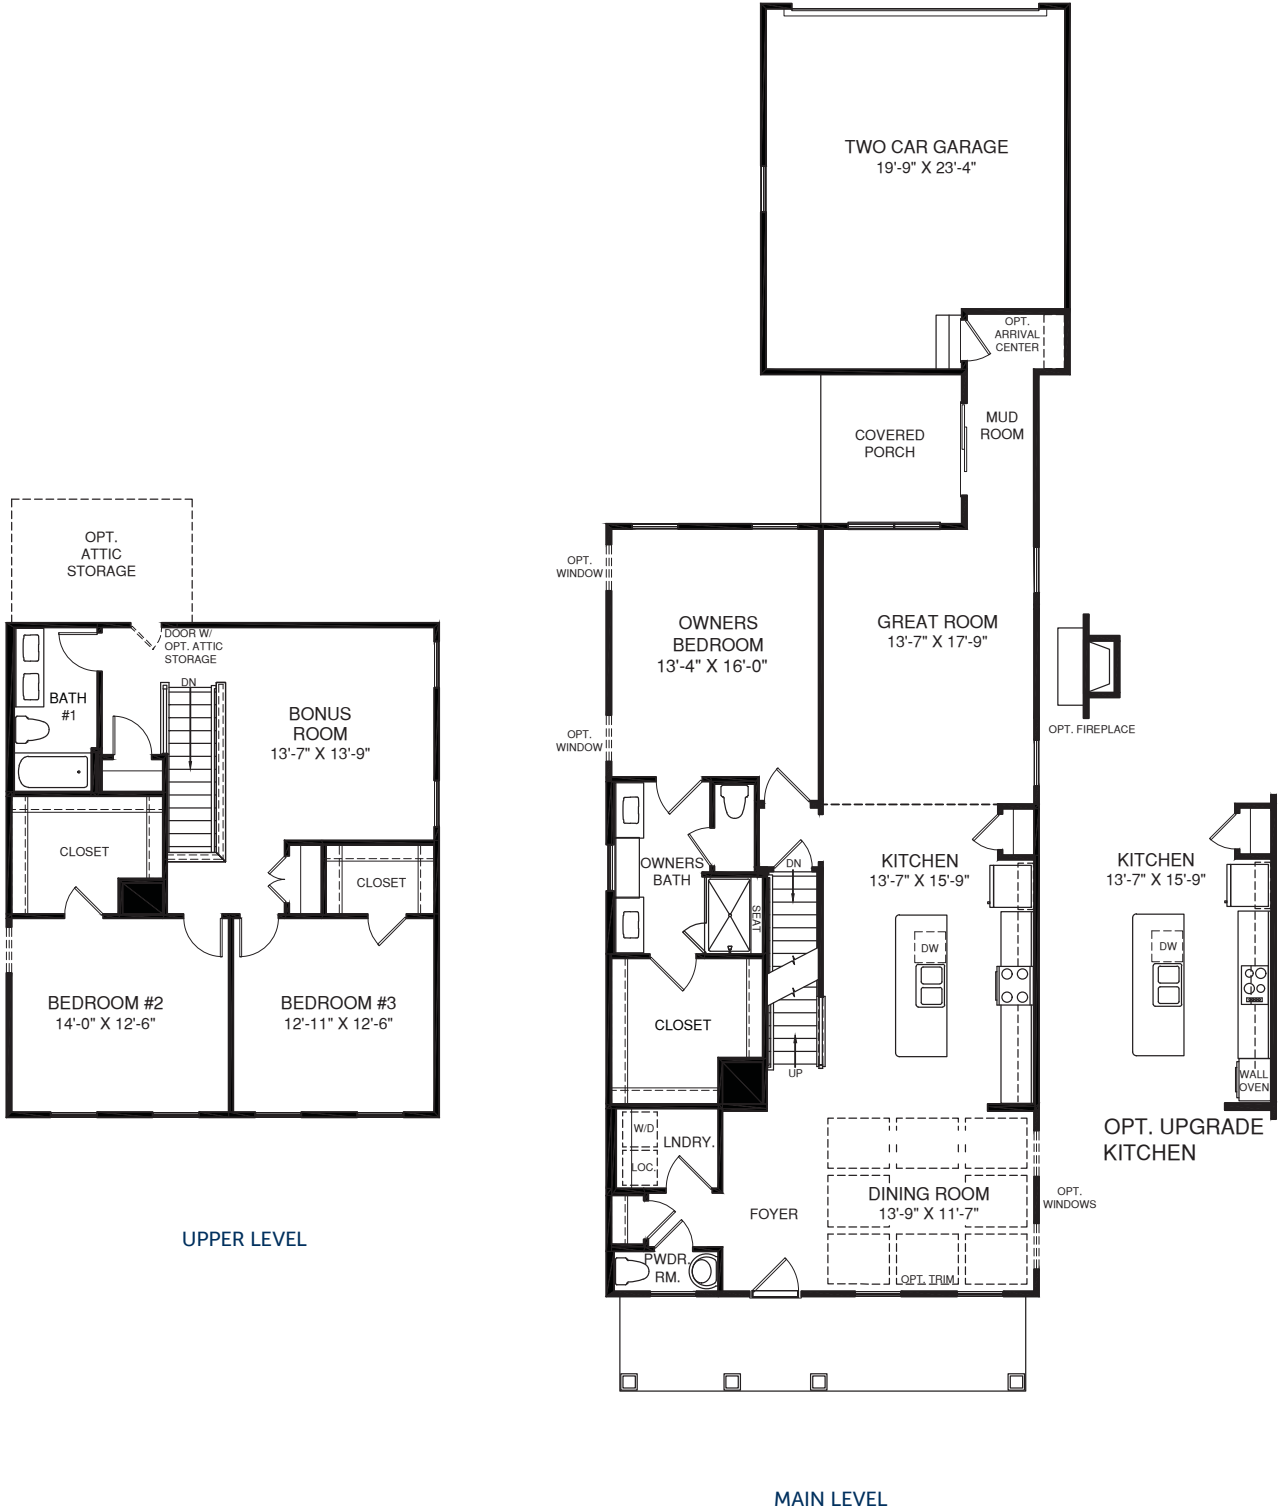 OPT.
ATTIC
STORAGE
DOOR W/
OPT. ATTIC
STORAGE
DN
BATH
#1
BONUS
ROOM
13'-7" X 13'-9"
CLOSET
CLOSET
BEDROOM #2
14'-0" X 12'-6"
BEDROOM #3
12'-11" X 12'-6"
UPPER LEVEL
TWO CAR GARAGE
19'-9" X 23'-4"
OPT.
ARRIVAL
CENTER
MUD
ROOM
COVERED
PORCH
OPT.
WINDOW
OWNERS
BEDROOM
13'-4" X 16'-0"
GREAT ROOM
13'-7" X 17'-9"
OPT.
WINDOW
OPT. FIREPLACE
OWNERS
BATH
SEAT
DN
KITCHEN
13'-7" X 15'-9"
DW
CLOSET
UP
KITCHEN
13'-7" X 15'-9"
DW
WALL
OVEN
OPT. UPGRADE
KITCHEN
W/D
LOC.
LNDRY.
FOYER
DINING ROOM
13'-9" X 11'-7"
OPT.
WINDOWS
PWDR.
RM.
OPT. TRIM
MAIN LEVEL